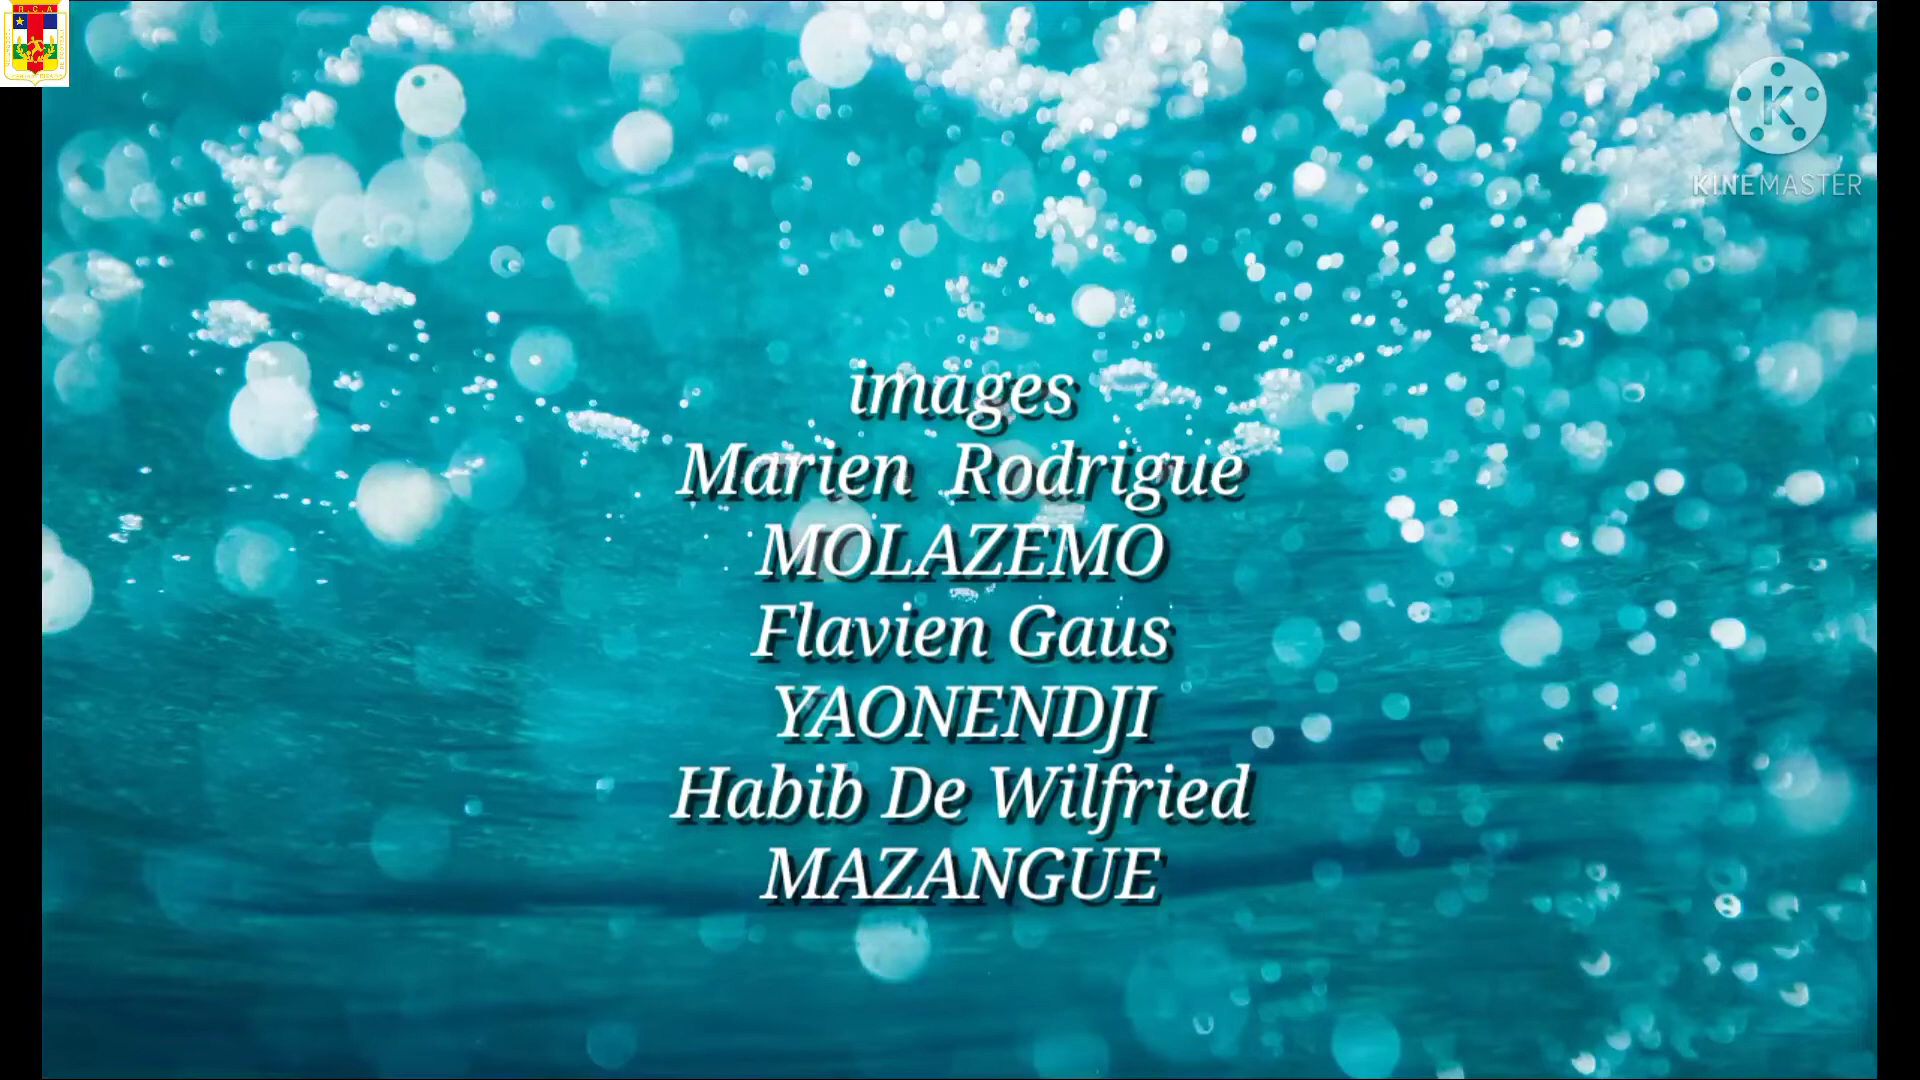 R.C.A
KINEMASTER
images
Marien Rodrigue
MOLAZEMO
Flavien Gaus
YAONENDJI
Habib De Wilfried
MAZANGUE